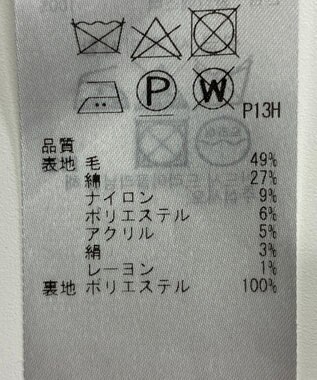 P W P13H
品質
表地 毛 49%
綿 27%
ナイロン 9%
ポリエステル 6%
アクリル 5%
絹 3%
レーヨン 1%
裏地 ポリエステル 100%